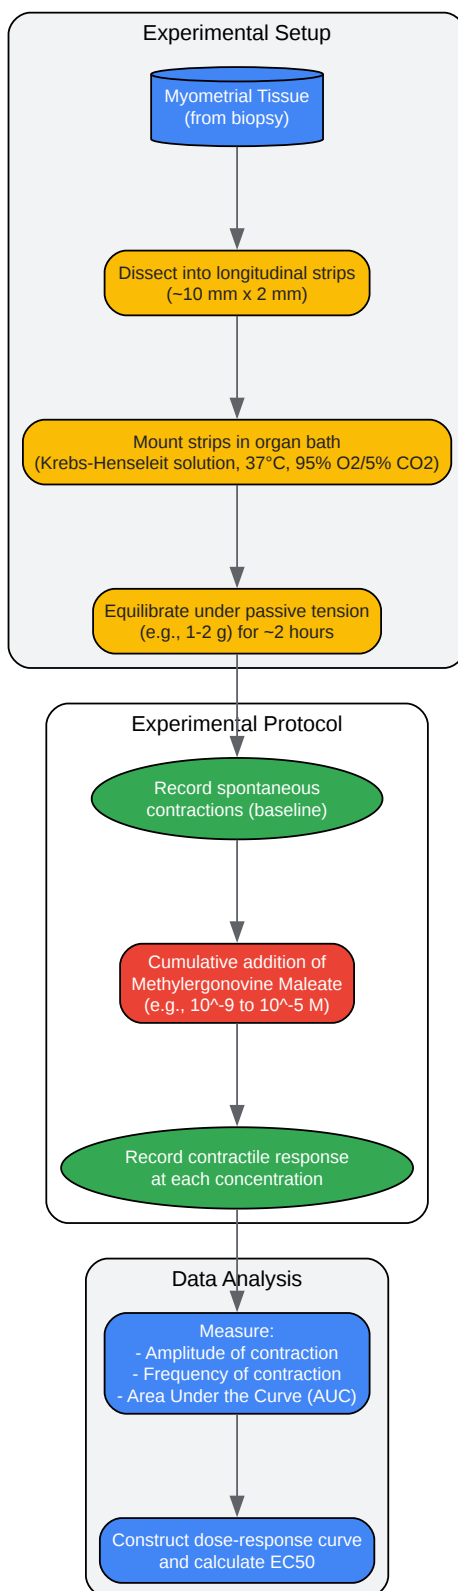 Experimental Setup
Myometrial Tissue
(from biopsy)
Dissect into longitudinal strips
(~10 mm x 2 mm)
Mount strips in organ bath
(Krebs-Henseleit solution, 37°C, 95% O2/5% CO2)
Equilibrate under passive tension
(e.g., 1-2 g) for ~2 hours
Experimental Protocol
Record spontaneous
contractions (baseline)
Cumulative addition of
Methylergonovine Maleate
(e.g., 10^-9 to 10^-5 M)
Record contractile response
at each concentration
Data Analysis
Measure:
- Amplitude of contraction
- Frequency of contraction
- Area Under the Curve (AUC)
Construct dose-response curve
and calculate EC50